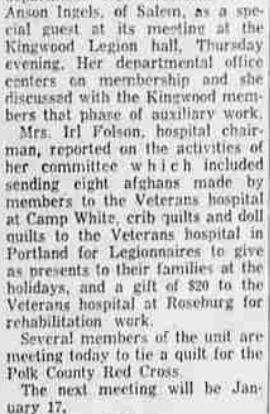 Anson Ingels, of Salem, as a spe-
cial guest at its meeting at the
Kingwood Legion hall, Thursday
evening. Her departmental office
centers on membership and she
discussed with the Kingwood mem-
bers that phase of auxiliary work.
Mrs. Irl Folson, hospital chair-
man, reported on the activities of
her committee which included
sending eight afghans made by
members to the Veterans hospital
at Camp White, crib quilts and doll
quilts to the Veterans hospital in
Portland for Legionnaires to give
as presents to their families at the
holidays, and a gift of $20 to the
Veterans hospital at Roseburg for
rehabilitation work.
Several members of the unit are
meeting today to tie a quilt for the
Polk County Red Cross.
The next meeting will be Jan-
uary 17.